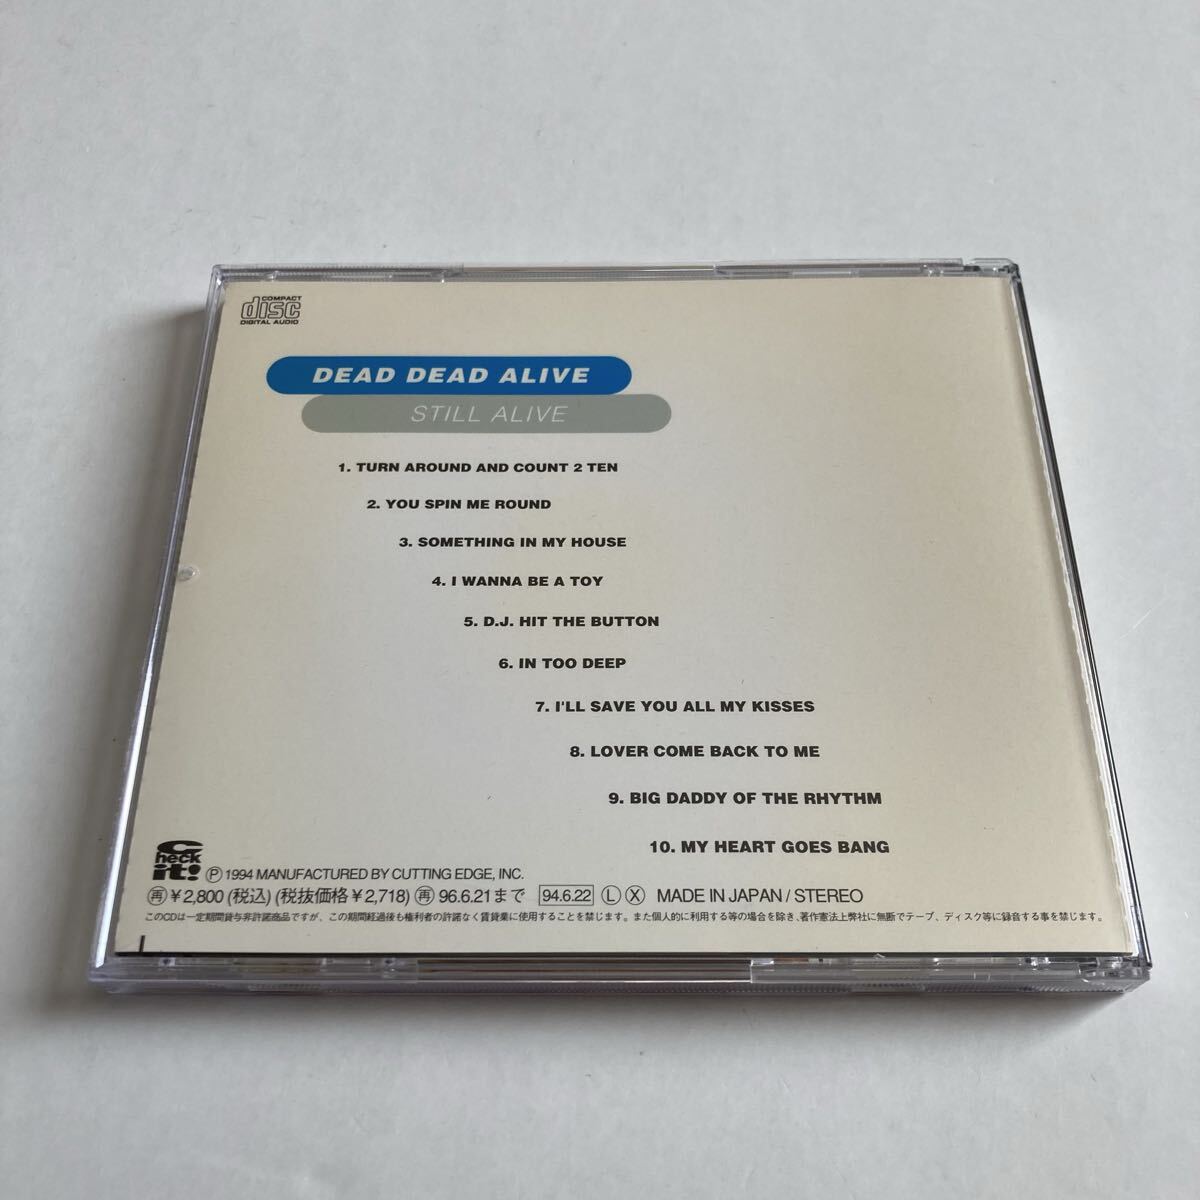 COMPACT
disc
DIGITAL AUDIO
DEAD DEAD ALIVE
STILL ALIVE
1. TURN AROUND AND COUNT 2 TEN
2. YOU SPIN ME ROUND
3. SOMETHING IN MY HOUSE
4. I WANNA BE A TOY
5. D.J. HIT THE BUTTON
6. IN TOO DEEP
7. I'LL SAVE YOU ALL MY KISSES
8. LOVER COME BACK TO ME
9. BIG DADDY OF THE RHYTHM
10. MY HEART GOES BANG
Check it!
Ⓟ 1994 MANUFACTURED BY CUTTING EDGE, INC.
㊢¥2,800 (税込) (税抜価格¥2,718) 再 96.6.21まで 94.6.22 Ⓛ Ⓧ MADE IN JAPAN / STEREO
このCDは一定期間貸与非許諾商品ですが、この期間経過後も権利者の許諾なく賃貸業に使用することを禁じます。また個人的に利用する等の場合を除き、著作憲法上弊社に無断でテープ、ディスク等に録音する事を禁じます。